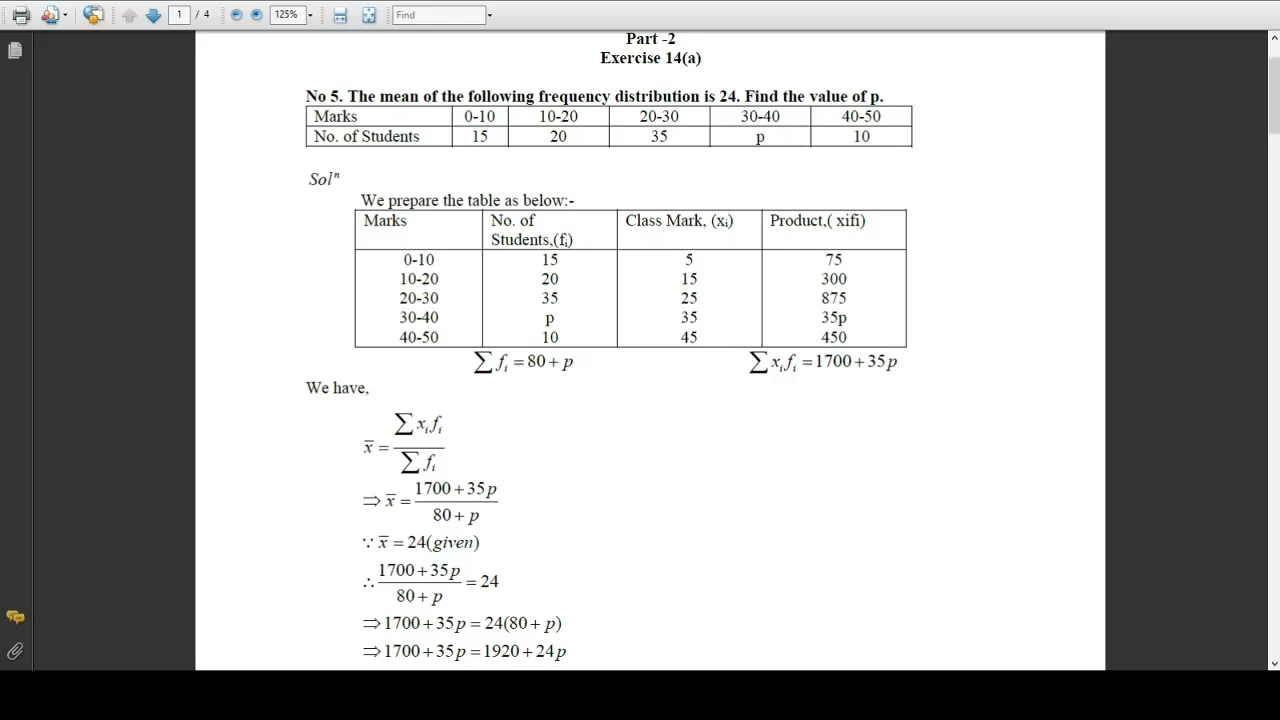 1 / 4 125% Find
Part -2
Exercise 14(a)
No 5. The mean of the following frequency distribution is 24. Find the value of p.
Marks 0-10 10-20 20-30 30-40 40-50
No. of Students 15 20 35 p 10
Solⁿ
We prepare the table as below:-
Marks No. of Students,(fᵢ) Class Mark, (xᵢ) Product,( xifi)
0-10 15 5 75
10-20 20 15 300
20-30 35 25 875
30-40 p 35 35p
40-50 10 45 450
∑ fᵢ = 80 + p ∑ xᵢ fᵢ = 1700 + 35p
We have,
x̅ = ∑ xᵢ fᵢ / ∑ fᵢ
⇒ x̅ = 1700 + 35p / 80 + p
∵ x̅ = 24(given)
∴ 1700 + 35p / 80 + p = 24
⇒ 1700 + 35p = 24(80 + p)
⇒ 1700 + 35p = 1920 + 24p